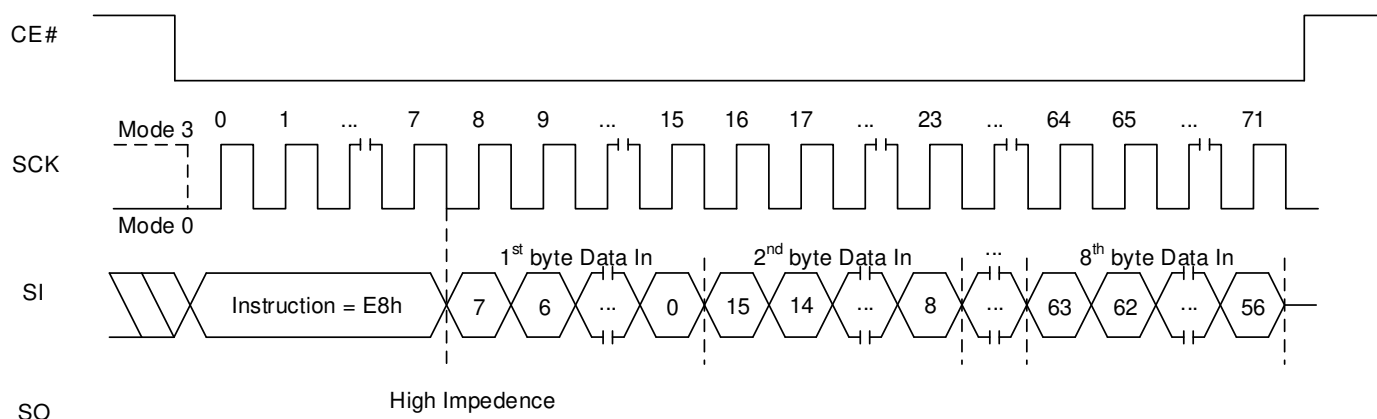 CE#
0 1 ... 7 8 9 ... 15 16 17 ... 23 ... 64 65 ... 71
Mode 3
SCK
Mode 0
1st byte Data In 2nd byte Data In ... 8th byte Data In
SI Instruction = E8h 7 6 ... 0 15 14 ... 8 ... 63 62 ... 56
High Impedence
SO